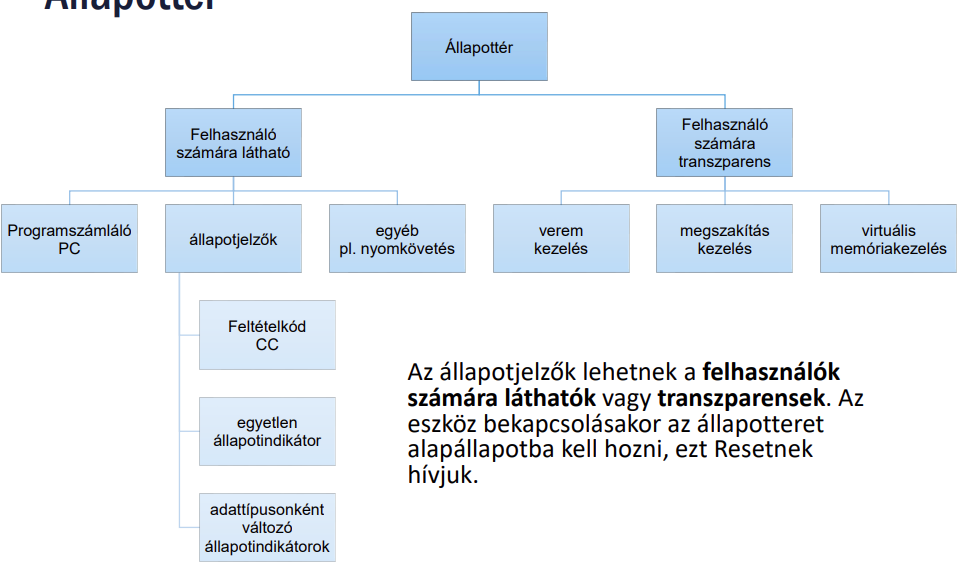 Állapottér
Állapottér
Felhasználó
számára látható
Felhasználó
számára
transzparens
Programszámláló
PC
állapotjelzők
egyéb
pl. nyomkövetés
verem
kezelés
megszakítás
kezelés
virtuális
memóriakezelés
Feltételkód
CC
egyetlen
állapotindikátor
adattípusonként
változó
állapotindikátorok
Az állapotjelzők lehetnek a felhasználók
számára láthatók vagy transzparensek. Az
eszköz bekapcsolásakor az állapotteret
alapállapotba kell hozni, ezt Resetnek
hívjuk.